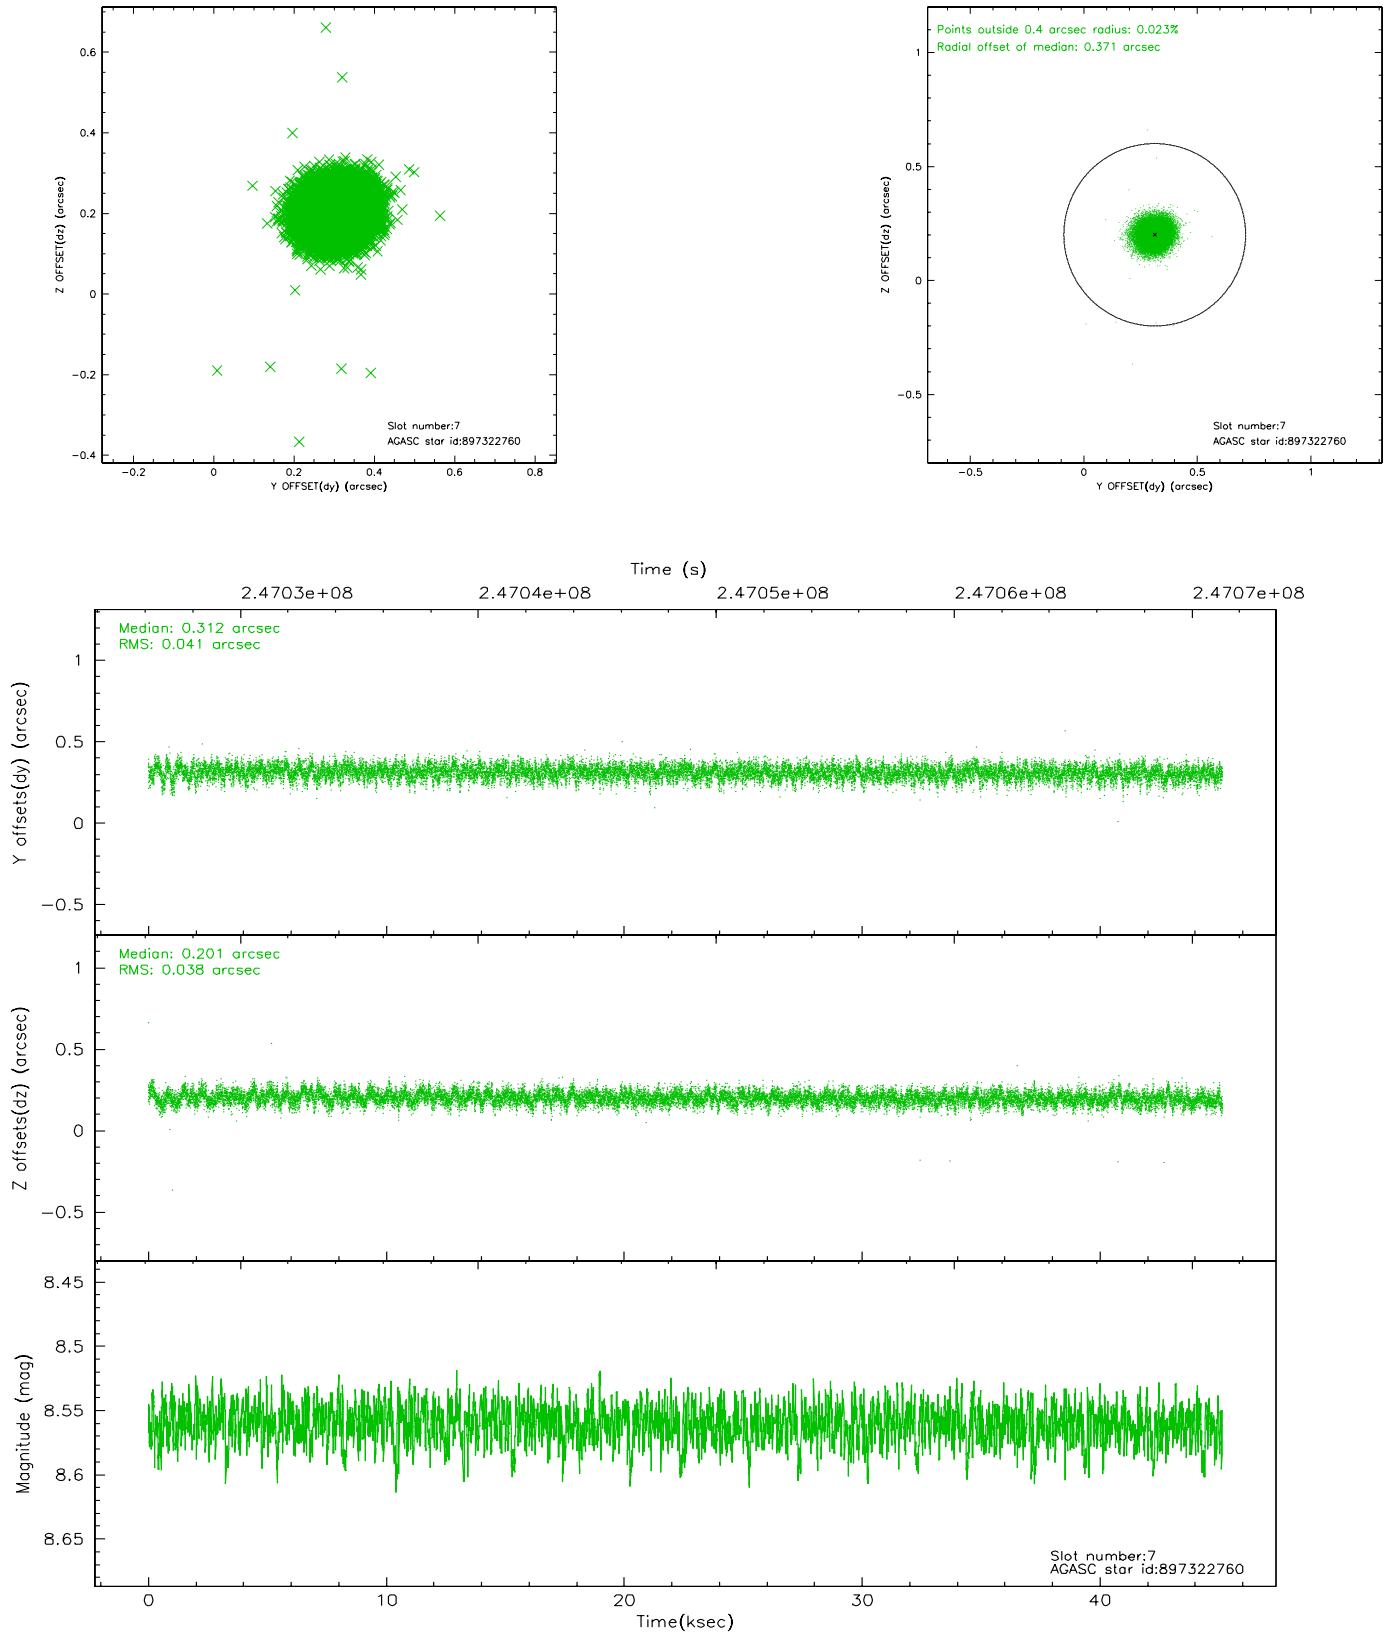 0.6
0.4
0.2
0
−0.2
−0.4
Z OFFSET(dz) (arcsec)
−0.2 0 0.2 0.4 0.6 0.8
Y OFFSET(dy) (arcsec)
Slot number:7
AGASC star id:897322760
Points outside 0.4 arcsec radius: 0.023%
Radial offset of median: 0.371 arcsec
1
0.5
0
−0.5
Z OFFSET(dz) (arcsec)
−0.5 0 0.5 1
Y OFFSET(dy) (arcsec)
Slot number:7
AGASC star id:897322760
Time (s)
2.4703e+08 2.4704e+08 2.4705e+08 2.4706e+08 2.4707e+08
Median: 0.312 arcsec
RMS: 0.041 arcsec
1
0.5
0
−0.5
Y offsets(dy) (arcsec)
Median: 0.201 arcsec
RMS: 0.038 arcsec
1
0.5
0
−0.5
Z offsets(dz) (arcsec)
8.45
8.5
8.55
8.6
8.65
Magnitude (mag)
Slot number:7
AGASC star id:897322760
0 20 40
Time(ksec)